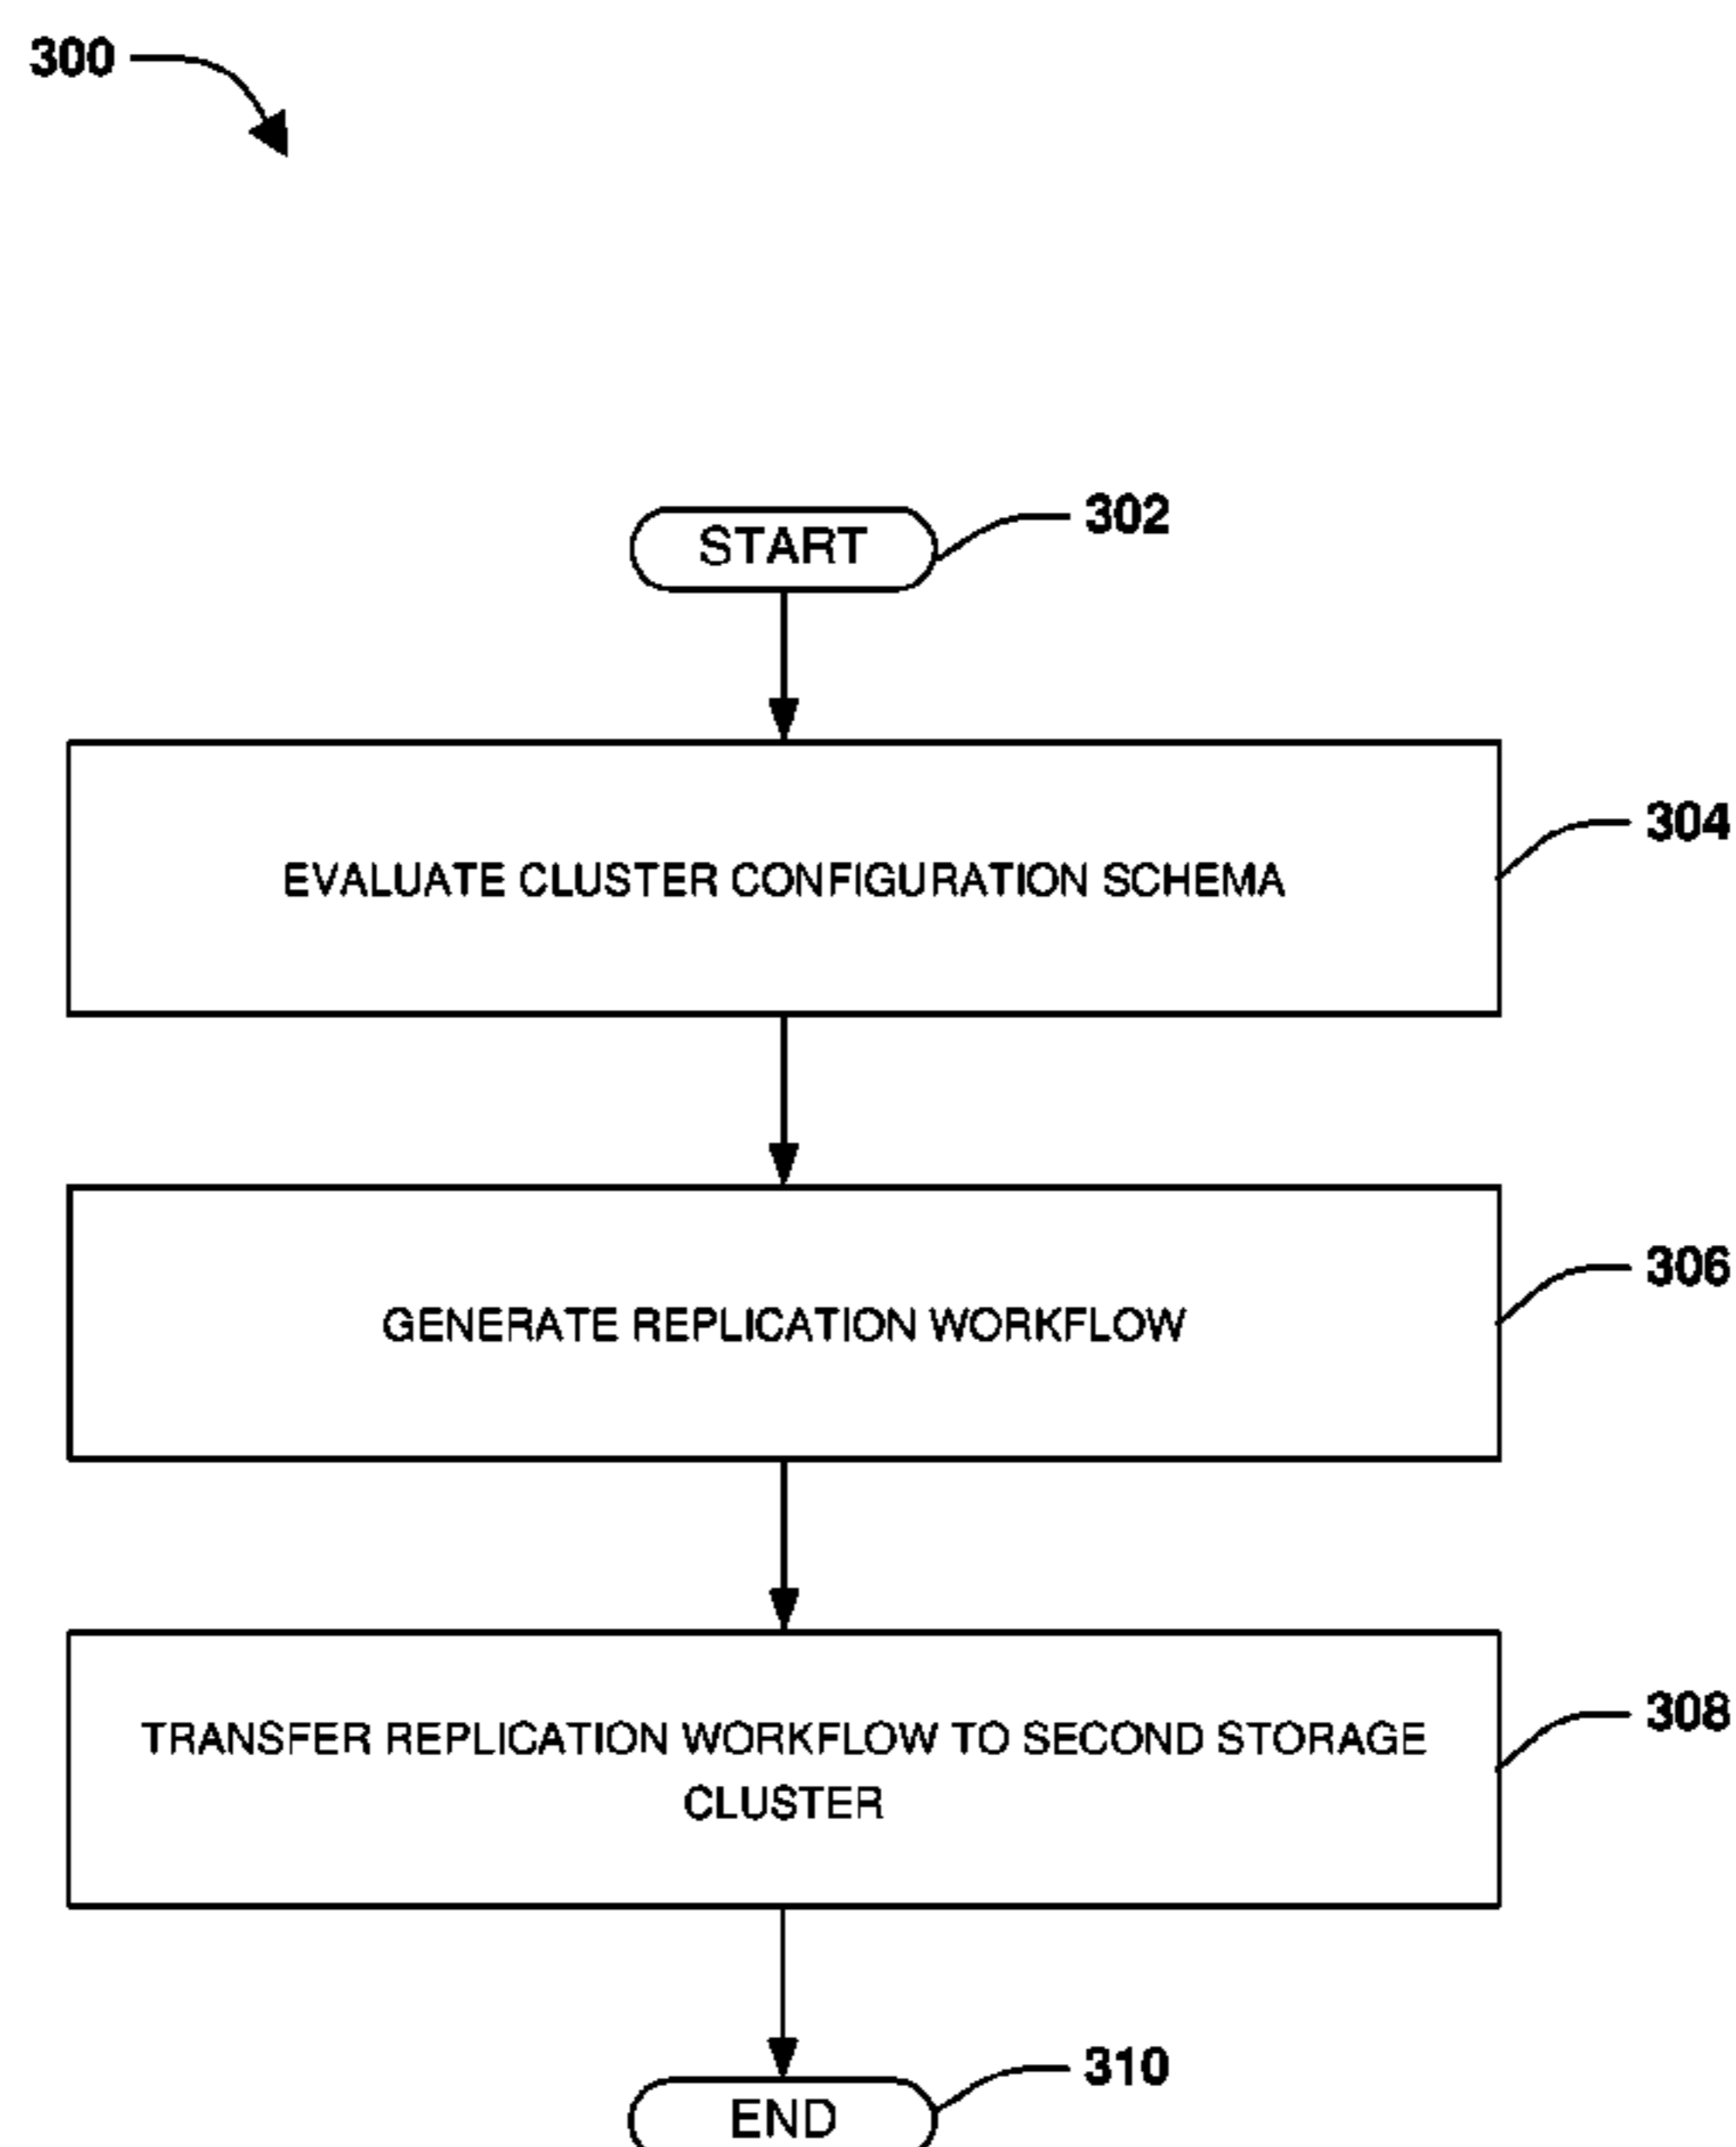 300
START
302
EVALUATE CLUSTER CONFIGURATION SCHEMA
304
GENERATE REPLICATION WORKFLOW
306
TRANSFER REPLICATION WORKFLOW TO SECOND STORAGE
CLUSTER
308
END
310